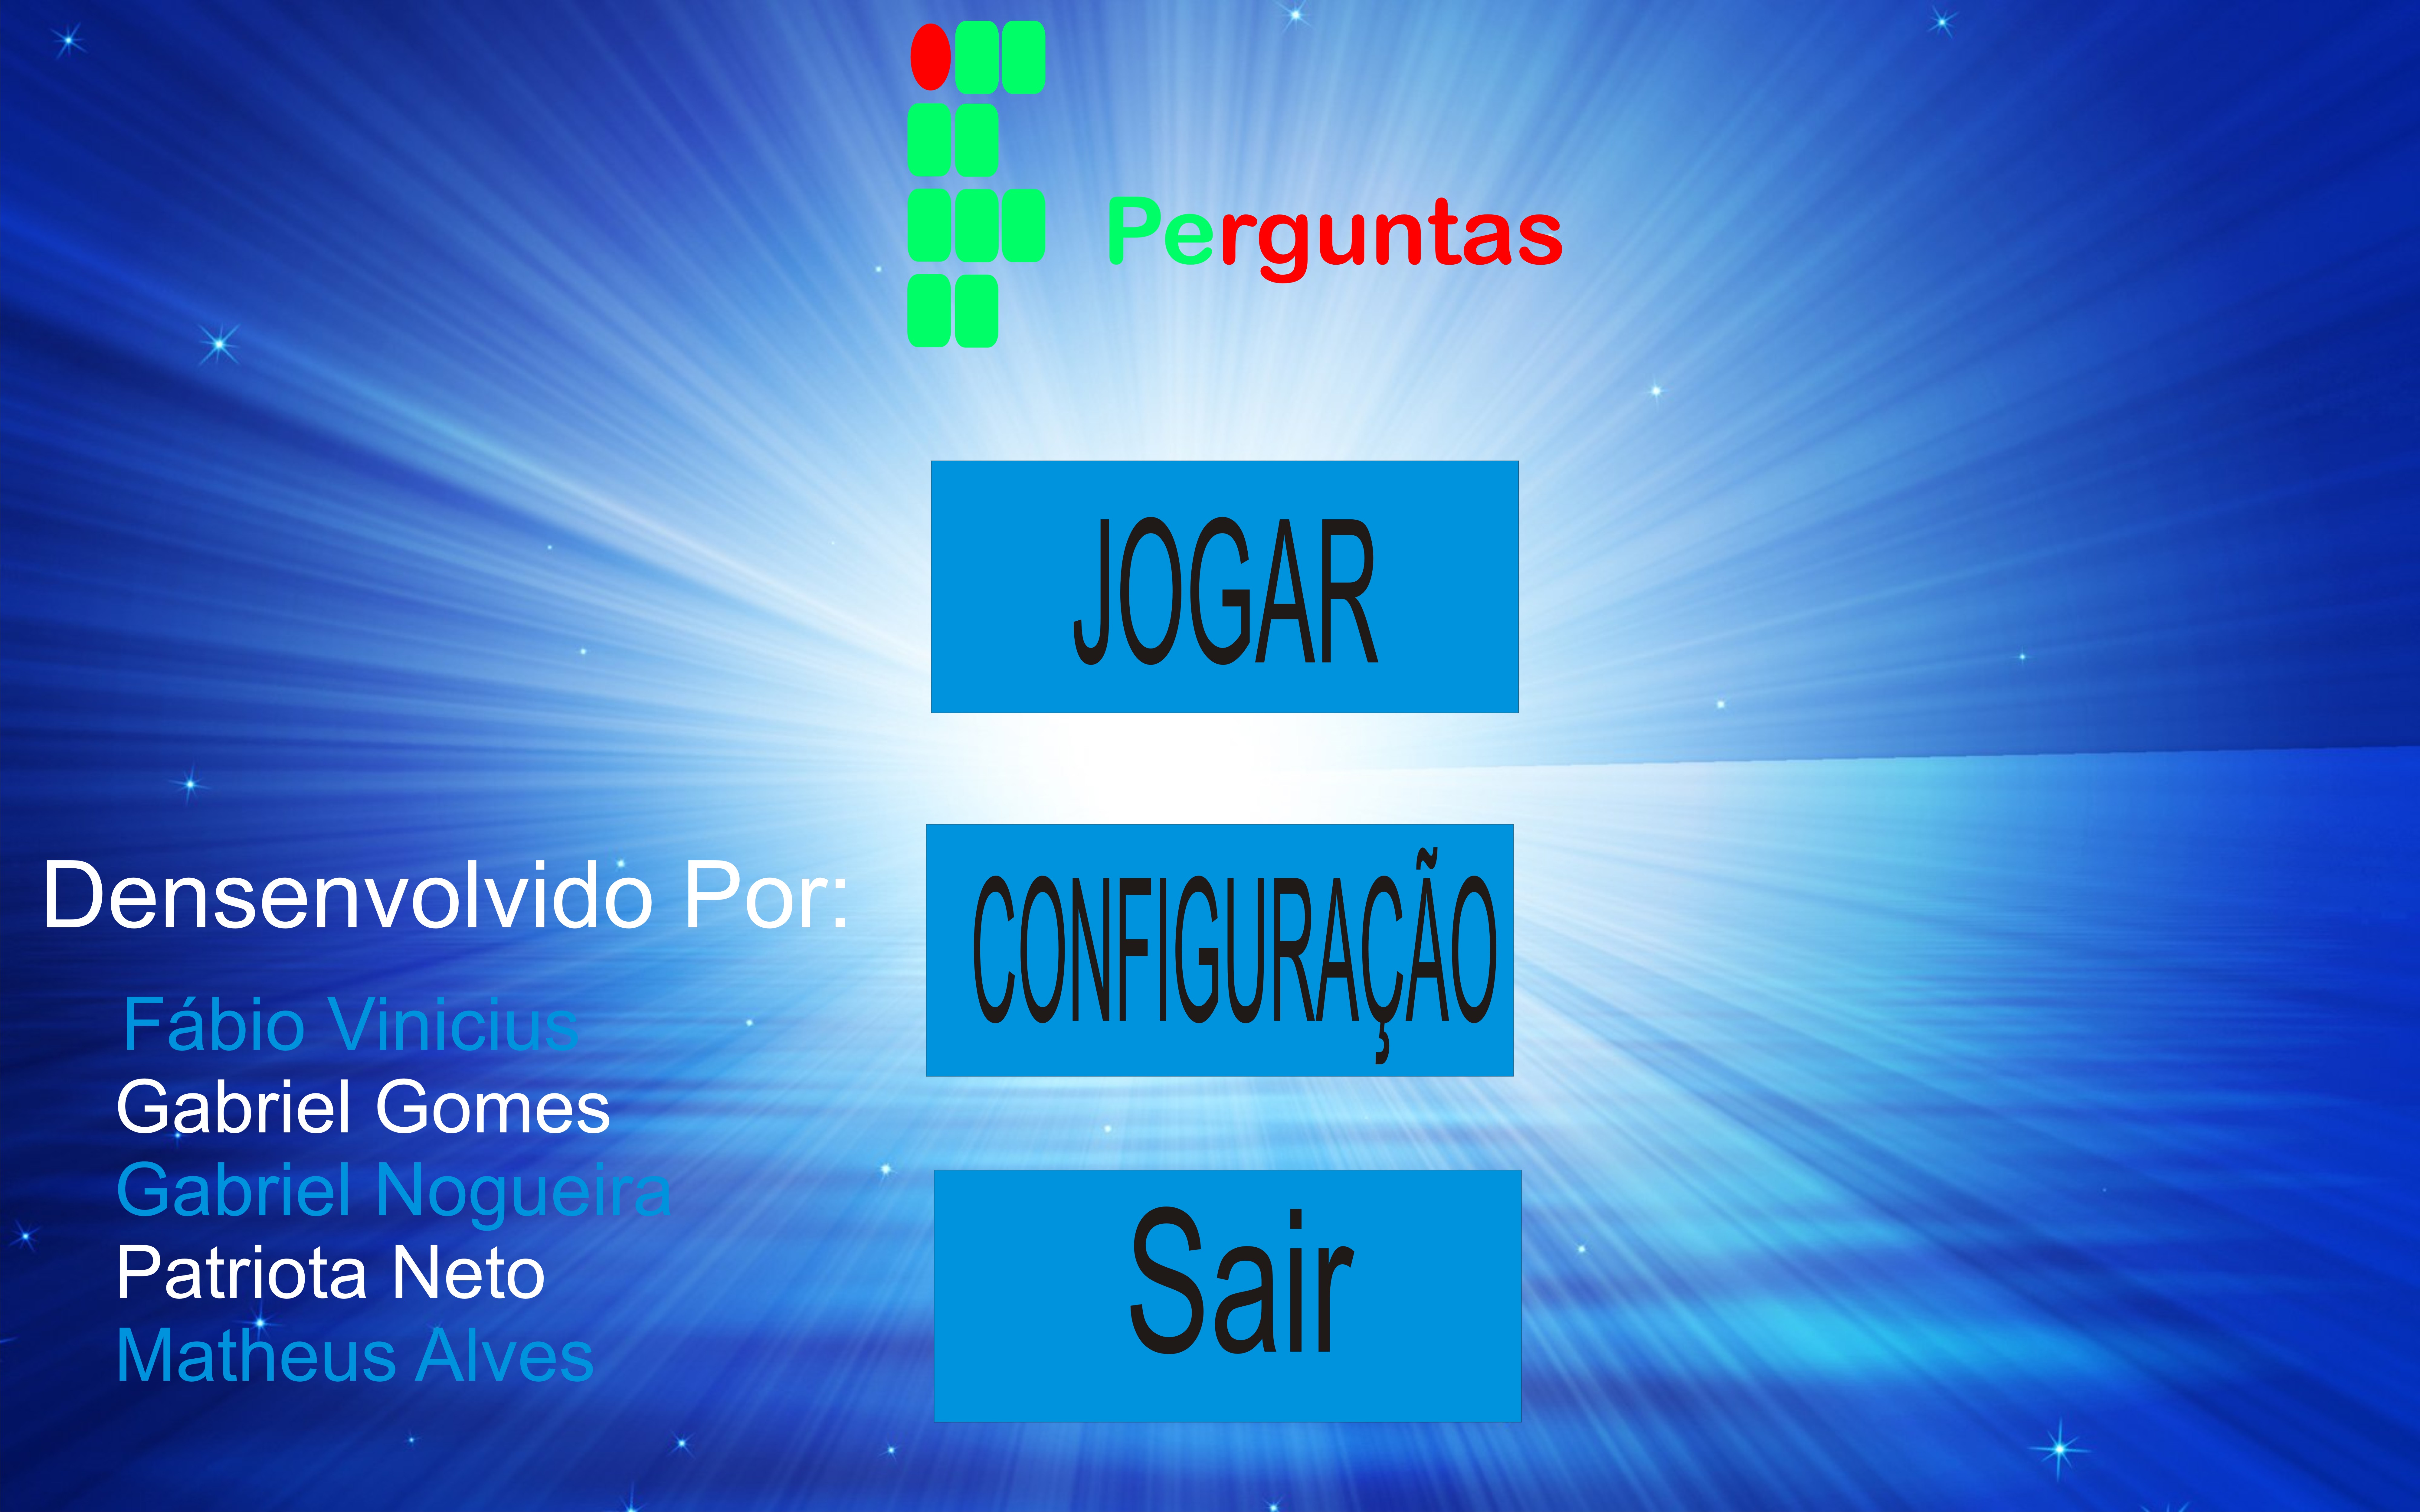 Perguntas
JOGAR
CONFIGURAÇÃO
Sair
Densenvolvido Por:
Fábio Vinicius
Gabriel Gomes
Gabriel Nogueira
Patriota Neto
Matheus Alves